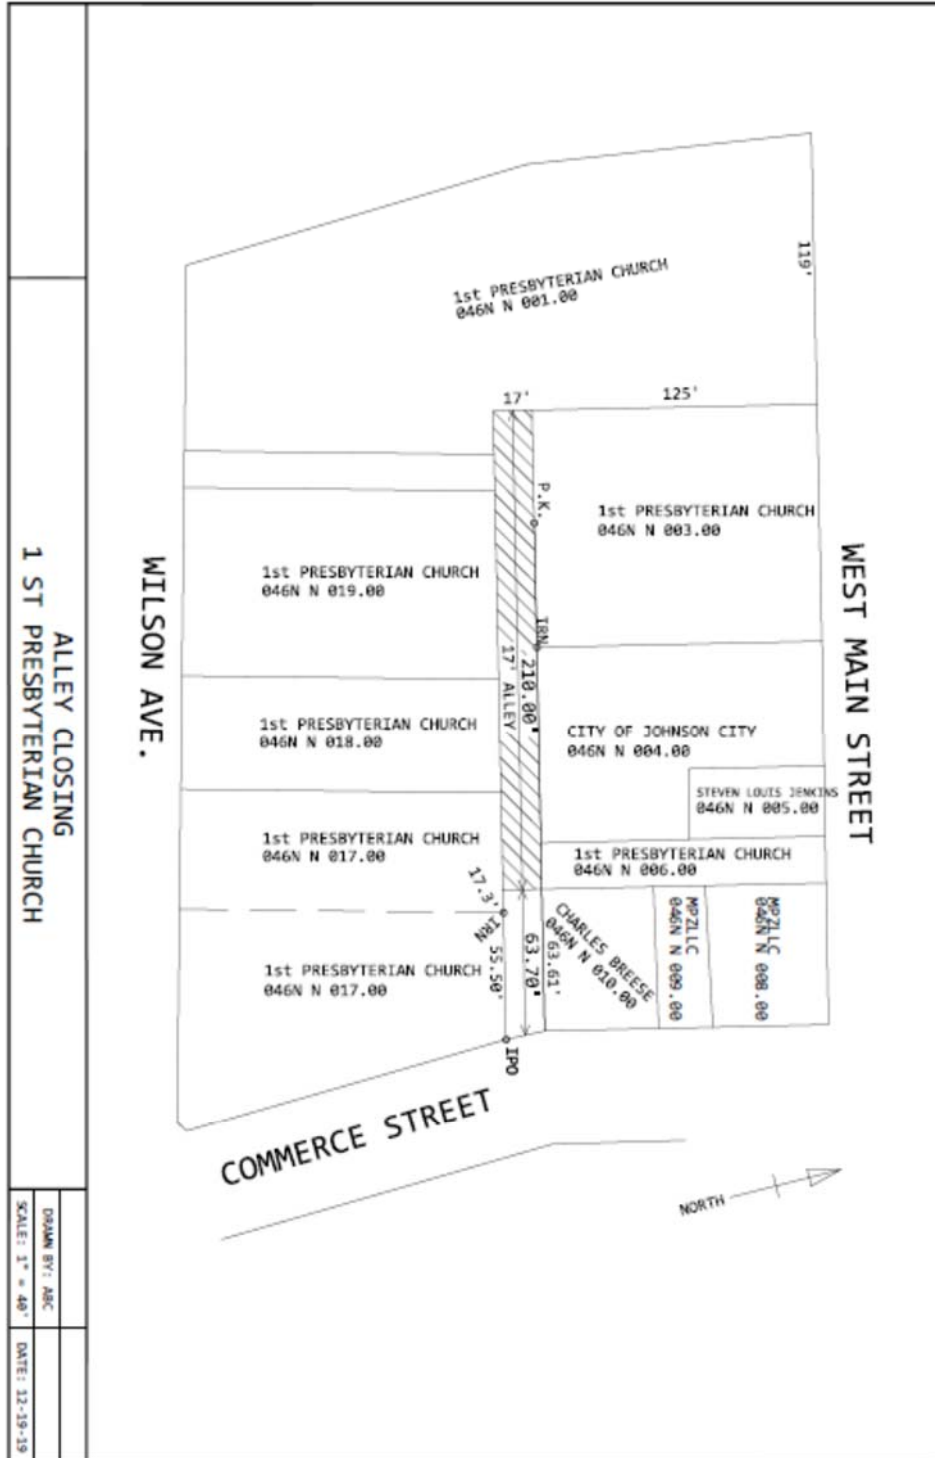 119'
1st PRESBYTERIAN CHURCH
046N N 001.00
17'
125'
P.K.
1st PRESBYTERIAN CHURCH
046N N 003.00
1st PRESBYTERIAN CHURCH
046N N 019.00
WILSON AVE.
WEST MAIN STREET
IRN
210.00'
17' ALLEY
1st PRESBYTERIAN CHURCH
046N N 018.00
CITY OF JOHNSON CITY
046N N 004.00
STEVEN LOUIS JENKINS
046N N 005.00
1st PRESBYTERIAN CHURCH
046N N 017.00
1st PRESBYTERIAN CHURCH
046N N 006.00
17.3'
IRN
55.50'
63.70'
63.61'
CHARLES BREESE
046N N 010.00
MPZLLC
046N N 009.00
MPZLLC
046N N 008.00
1st PRESBYTERIAN CHURCH
046N N 017.00
IPO
COMMERCE STREET
NORTH
ALLEY CLOSING
1 ST PRESBYTERIAN CHURCH
DRAWN BY: ABC
SCALE: 1" = 40'
DATE: 12-19-19